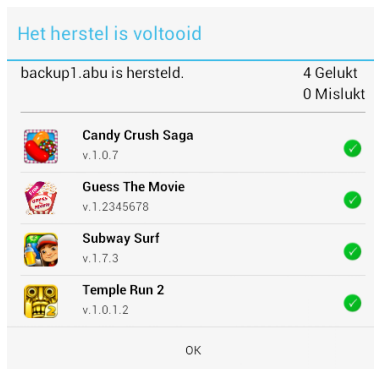 Het herstel is voltooid
backup1.abu is hersteld.
4 Gelukt
0 Mislukt
Candy Crush Saga
v.1.0.7
Guess The Movie
v.1.2345678
Subway Surf
v.1.7.3
Temple Run 2
v.1.0.1.2
OK